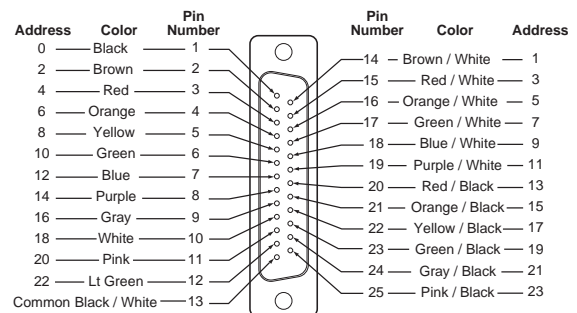 Address Color Pin Number
0 Black 1
2 Brown 2
4 Red 3
6 Orange 4
8 Yellow 5
10 Green 6
12 Blue 7
14 Purple 8
16 Gray 9
18 White 10
20 Pink 11
22 Lt Green 12
Common Black / White 13
Pin Number Color Address
14 Brown / White 1
15 Red / White 3
16 Orange / White 5
17 Green / White 7
18 Blue / White 9
19 Purple / White 11
20 Red / Black 13
21 Orange / Black 15
22 Yellow / Black 17
23 Green / Black 19
24 Gray / Black 21
25 Pink / Black 23